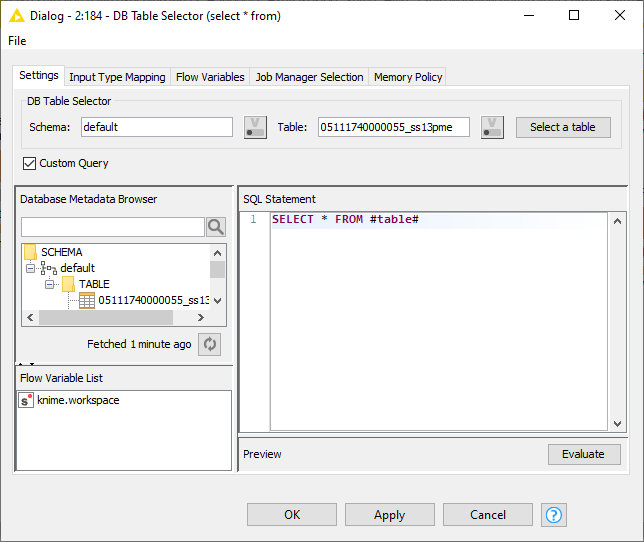 Dialog - 2:184 - DB Table Selector (select * from)
File
Settings Input Type Mapping Flow Variables Job Manager Selection Memory Policy
DB Table Selector
Schema: default V Table: 05111740000055_ss13pme V Select a table
Custom Query
Database Metadata Browser
SCHEMA
default
TABLE
05111740000055_ss13
Fetched 1 minute ago
Flow Variable List
s knime.workspace
SQL Statement
1 SELECT * FROM #table#
Preview Evaluate
OK Apply Cancel ?